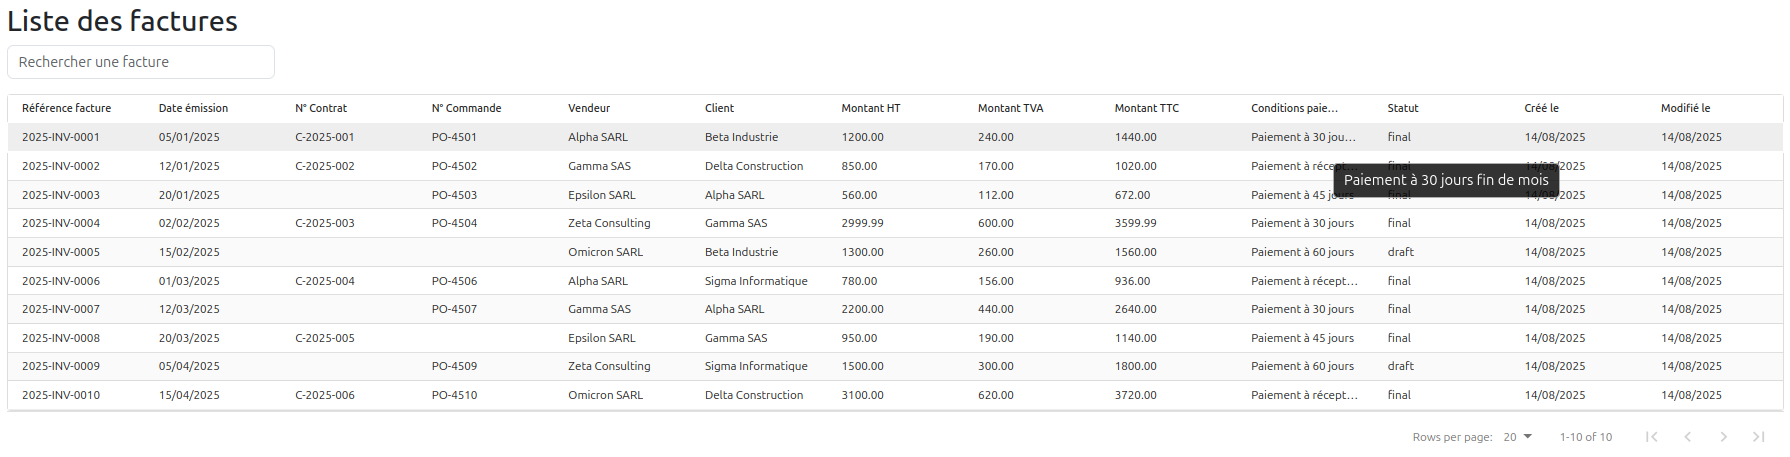 Liste des factures
Rechercher une facture
Référence facture Date émission N° Contrat N° Commande Vendeur Client Montant HT Montant TVA Montant TTC Conditions paie… Statut Créé le Modifié le
2025-INV-0001 05/01/2025 C-2025-001 PO-4501 Alpha SARL Beta Industrie 1200.00 240.00 1440.00 Paiement à 30 jou… final 14/08/2025 14/08/2025
2025-INV-0002 12/01/2025 C-2025-002 PO-4502 Gamma SAS Delta Construction 850.00 170.00 1020.00 Paiement à récept… final 14/08/2025 14/08/2025
Paiement à 30 jours fin de mois
2025-INV-0003 20/01/2025 PO-4503 Epsilon SARL Alpha SARL 560.00 112.00 672.00 Paiement à 45 jours final 14/08/2025 14/08/2025
2025-INV-0004 02/02/2025 C-2025-003 PO-4504 Zeta Consulting Gamma SAS 2999.99 600.00 3599.99 Paiement à 30 jours final 14/08/2025 14/08/2025
2025-INV-0005 15/02/2025 Omicron SARL Beta Industrie 1300.00 260.00 1560.00 Paiement à 60 jours draft 14/08/2025 14/08/2025
2025-INV-0006 01/03/2025 C-2025-004 PO-4506 Alpha SARL Sigma Informatique 780.00 156.00 936.00 Paiement à récept… final 14/08/2025 14/08/2025
2025-INV-0007 12/03/2025 PO-4507 Gamma SAS Alpha SARL 2200.00 440.00 2640.00 Paiement à 30 jours final 14/08/2025 14/08/2025
2025-INV-0008 20/03/2025 C-2025-005 Epsilon SARL Gamma SAS 950.00 190.00 1140.00 Paiement à 45 jours final 14/08/2025 14/08/2025
2025-INV-0009 05/04/2025 PO-4509 Zeta Consulting Sigma Informatique 1500.00 300.00 1800.00 Paiement à 60 jours draft 14/08/2025 14/08/2025
2025-INV-0010 15/04/2025 C-2025-006 PO-4510 Omicron SARL Delta Construction 3100.00 620.00 3720.00 Paiement à récept… final 14/08/2025 14/08/2025
Rows per page: 20 1-10 of 10